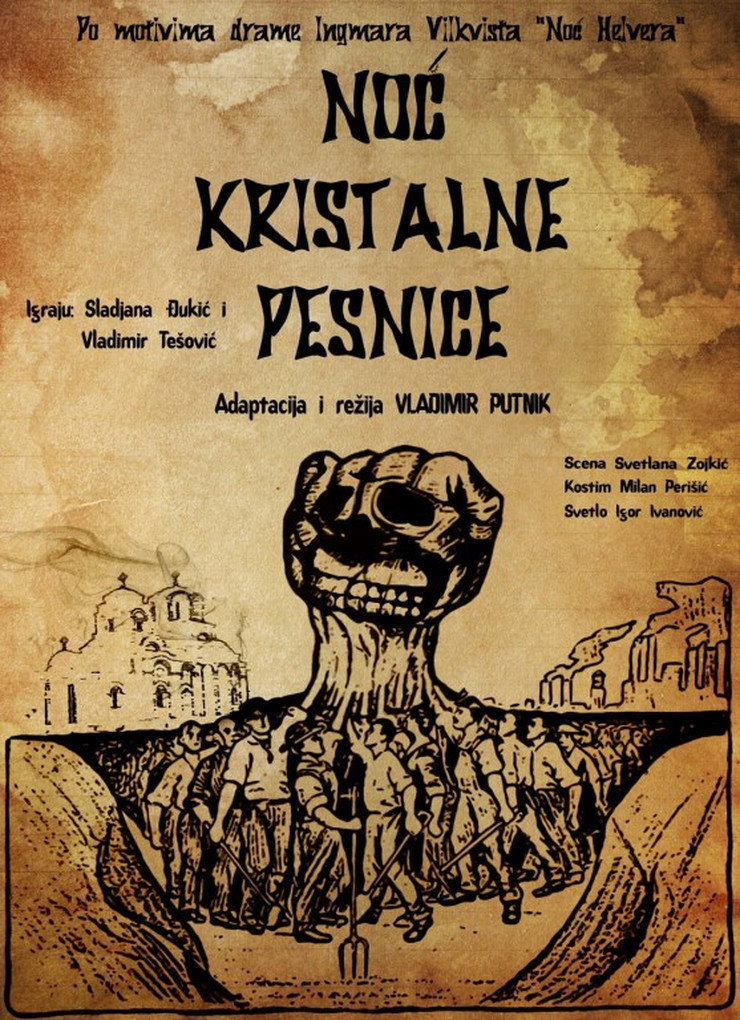 Po motivima drame Ingmara Vilkvista "Noć Helvera"
NOĆ
KRISTALNE
PESNICE
Igraju: Sladjana Đukić i
Vladimir Tešović
Adaptacija i režija VLADIMIR PUTNIK
Scena Svetlana Zojkić
Kostim Milan Perišić
Svetlo Igor Ivanović